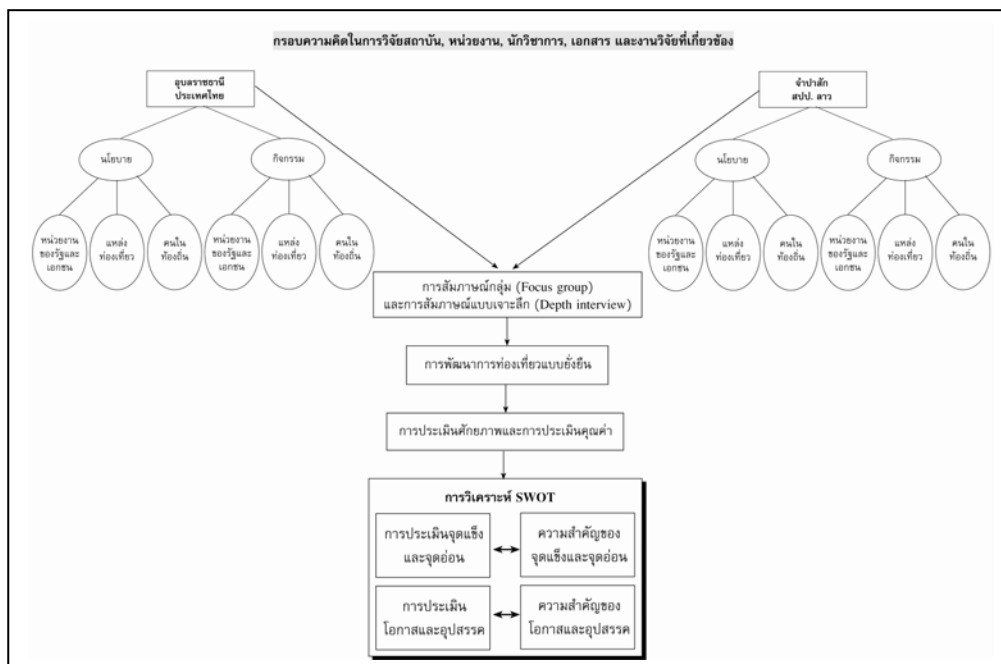 กรอบความคิดในการวิจัยสถาบัน, หน่วยงาน, นักวิชาการ, เอกสาร และงานวิจัยที่เกี่ยวข้อง
อุบลราชธานี
ประเทศไทย
จำปาสัก
สปป. ลาว
นโยบาย
กิจกรรม
นโยบาย
กิจกรรม
หน่วยงาน
ของรัฐและ
เอกชน
แหล่ง
ท่องเที่ยว
คนใน
ท้องถิ่น
หน่วยงาน
ของรัฐและ
เอกชน
แหล่ง
ท่องเที่ยว
คนใน
ท้องถิ่น
หน่วยงาน
ของรัฐและ
เอกชน
แหล่ง
ท่องเที่ยว
คนใน
ท้องถิ่น
หน่วยงาน
ของรัฐและ
เอกชน
แหล่ง
ท่องเที่ยว
คนใน
ท้องถิ่น
การสัมภาษณ์กลุ่ม (Focus group)
และการสัมภาษณ์แบบเจาะลึก (Depth interview)
การพัฒนาการท่องเที่ยวแบบยั่งยืน
การประเมินศักยภาพและการประเมินคุณค่า
การวิเคราะห์ SWOT
การประเมินจุดแข็ง
และจุดอ่อน
ความสำคัญของ
จุดแข็งและจุดอ่อน
การประเมิน
โอกาสและอุปสรรค
ความสำคัญของ
โอกาสและอุปสรรค